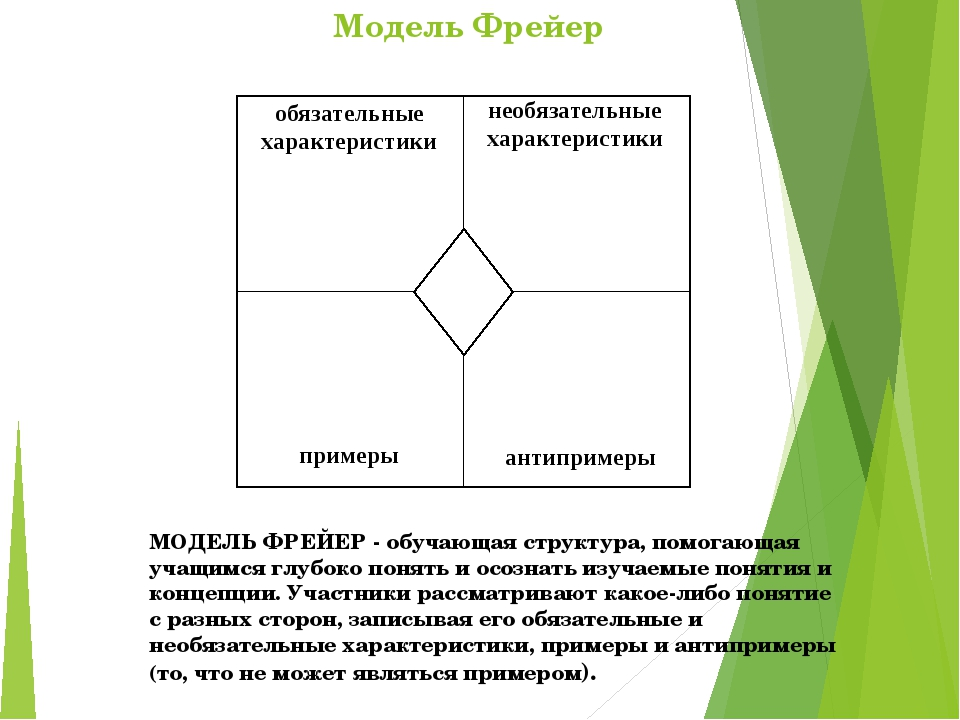 Модель Фрейер
обязательные
характеристики
необязательные
характеристики
примеры
антипримеры
МОДЕЛЬ ФРЕЙЕР - обучающая структура, помогающая
учащимся глубоко понять и осознать изучаемые понятия и
концепции. Участники рассматривают какое-либо понятие
с разных сторон, записывая его обязательные и
необязательные характеристики, примеры и антипримеры
(то, что не может являться примером).